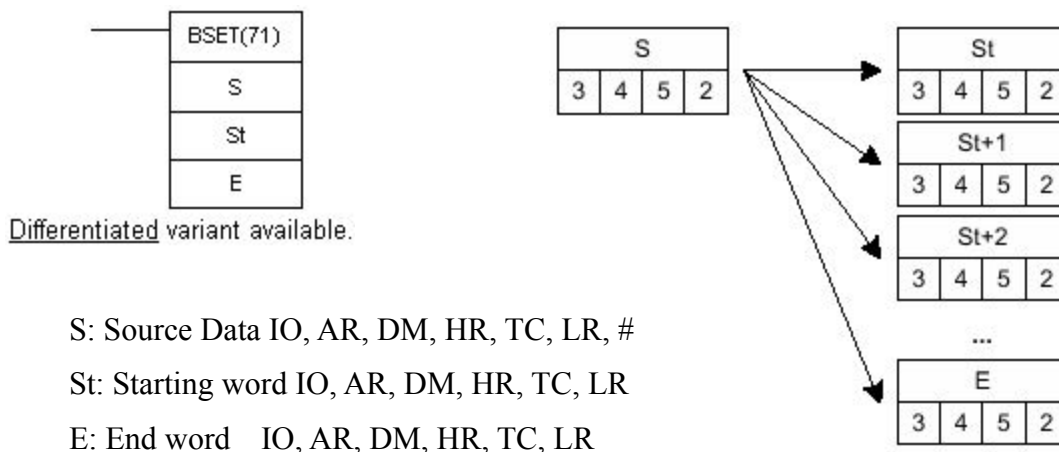 BSET(71)
S
St
E
Differentiated variant available.
S
3 4 5 2
St
3 4 5 2
St+1
3 4 5 2
St+2
3 4 5 2
...
E
3 4 5 2
S: Source Data IO, AR, DM, HR, TC, LR, #
St: Starting word IO, AR, DM, HR, TC, LR
E: End word IO, AR, DM, HR, TC, LR